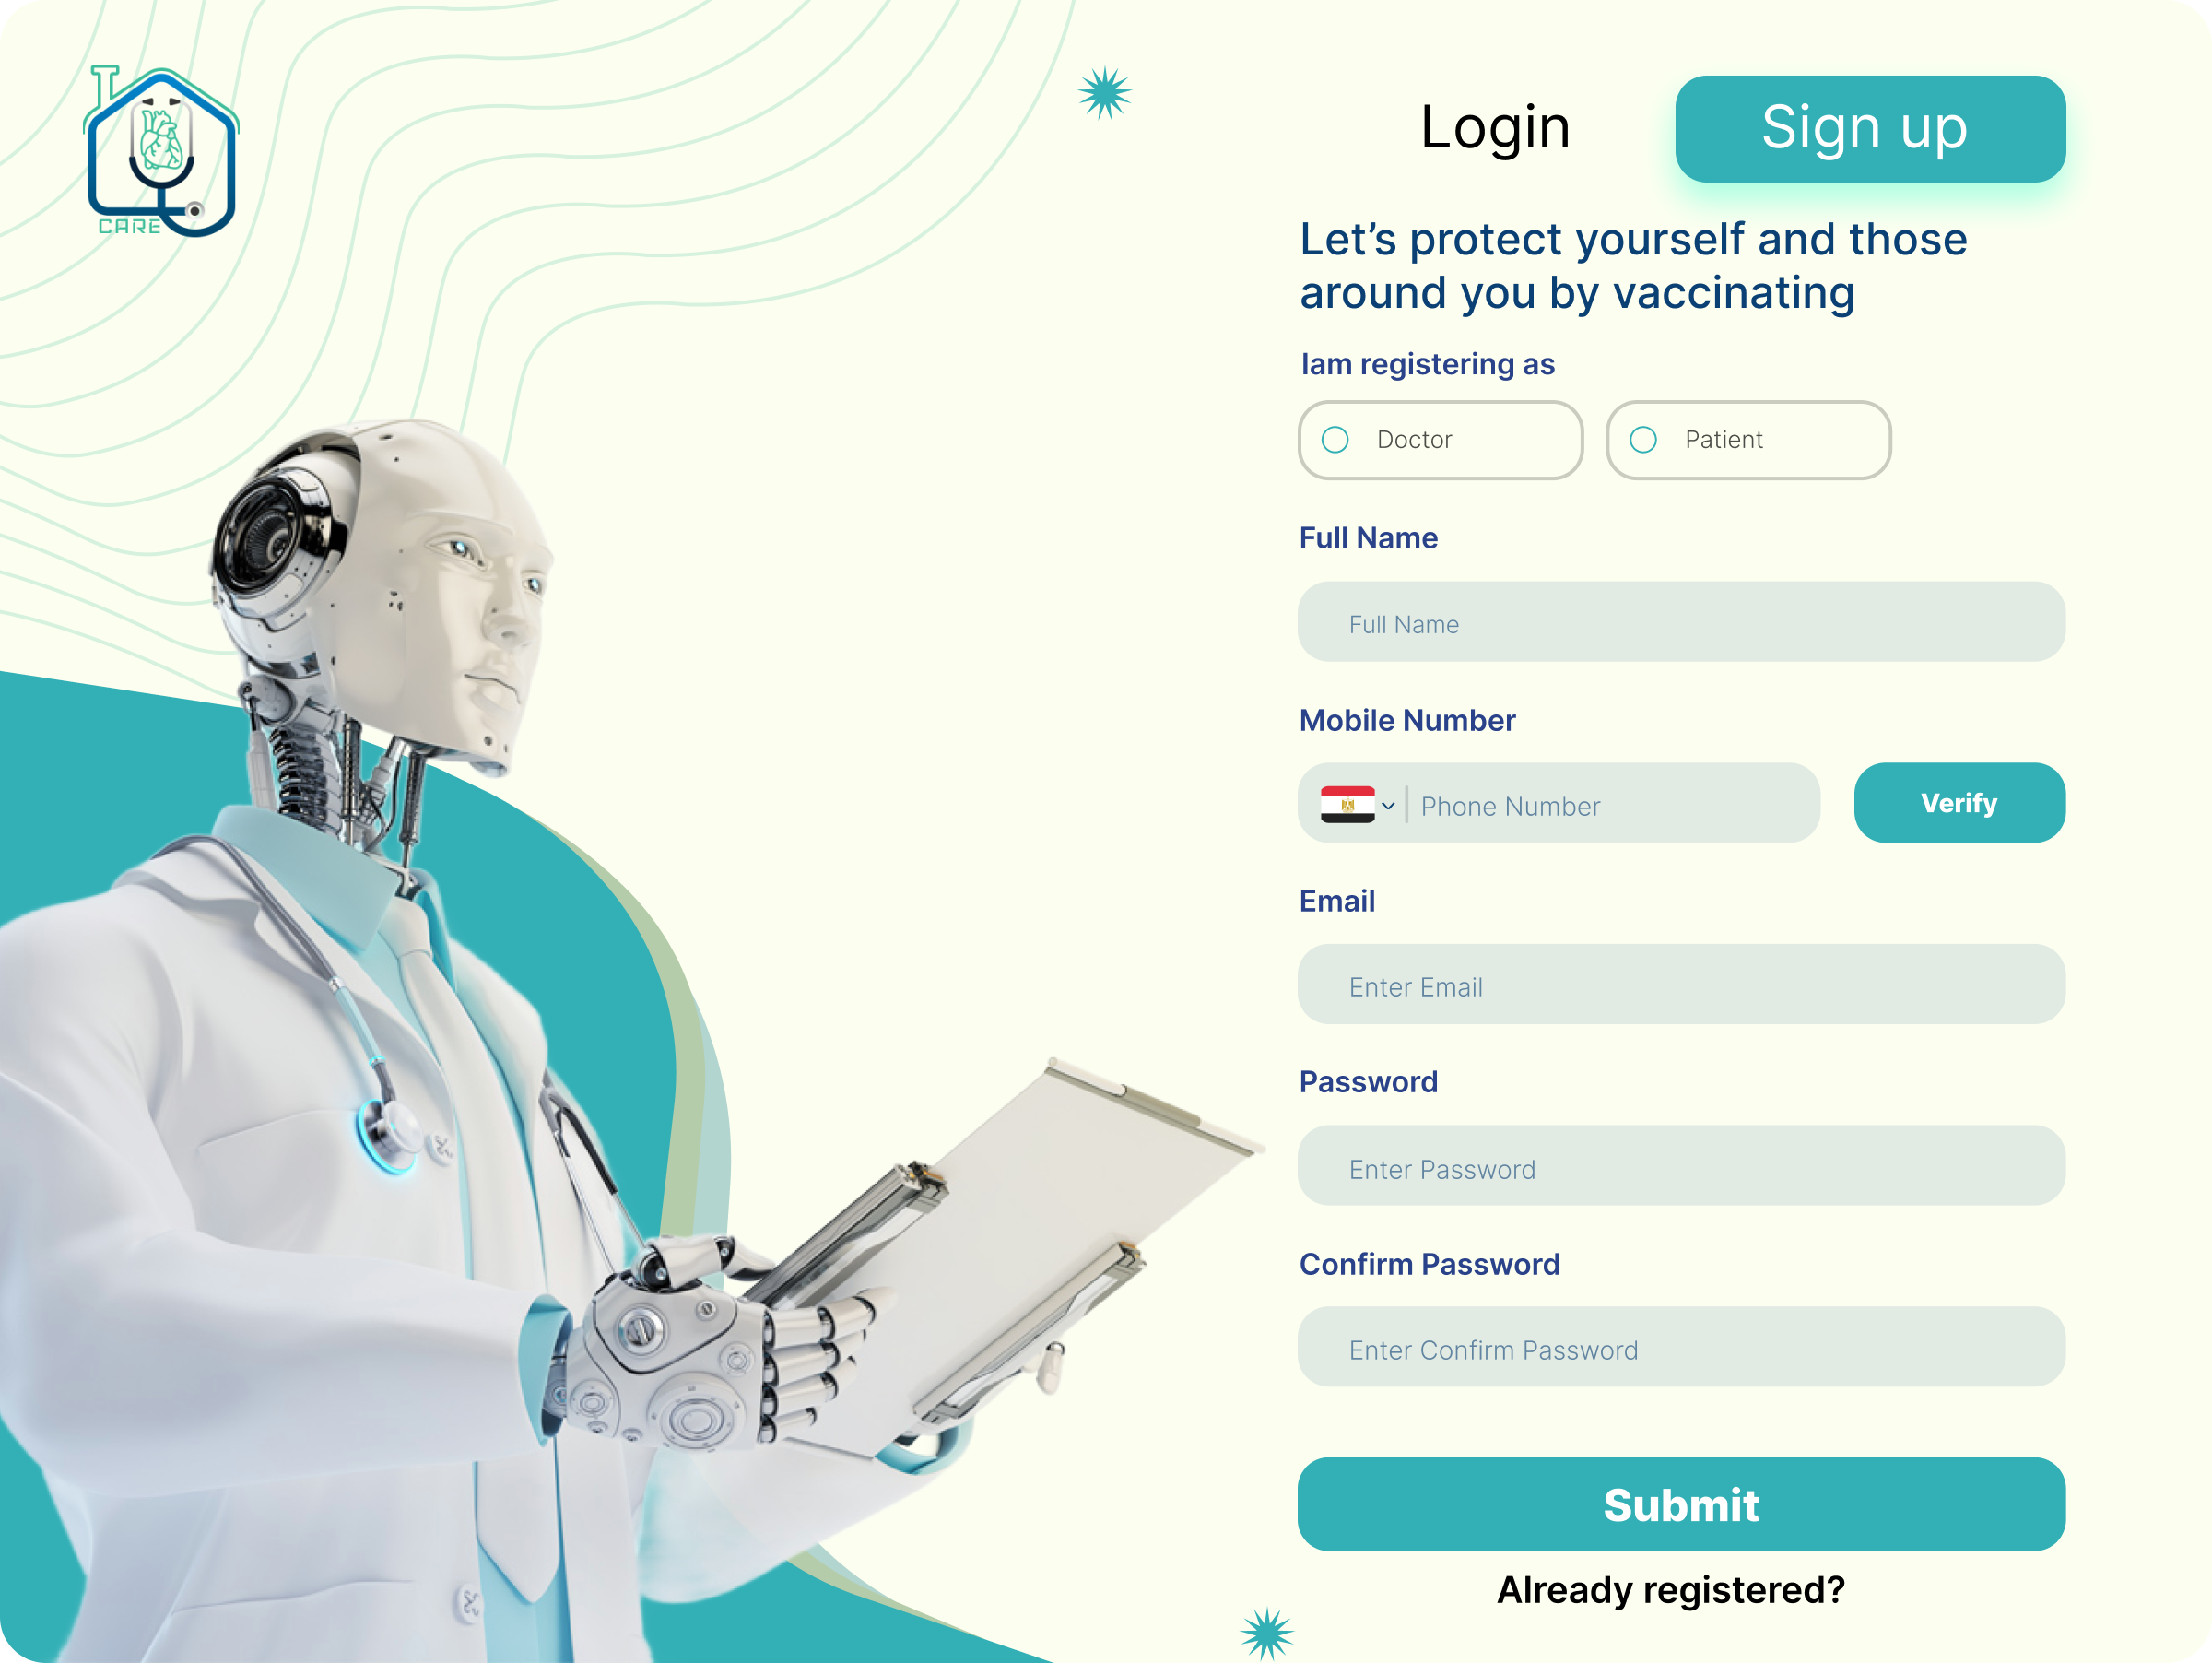 CARE
Login
Sign up
Let’s protect yourself and those
around you by vaccinating
Iam registering as
Doctor
Patient
Full Name
Full Name
Mobile Number
Phone Number
Verify
Email
Enter Email
Password
Enter Password
Confirm Password
Enter Confirm Password
Submit
Already registered?